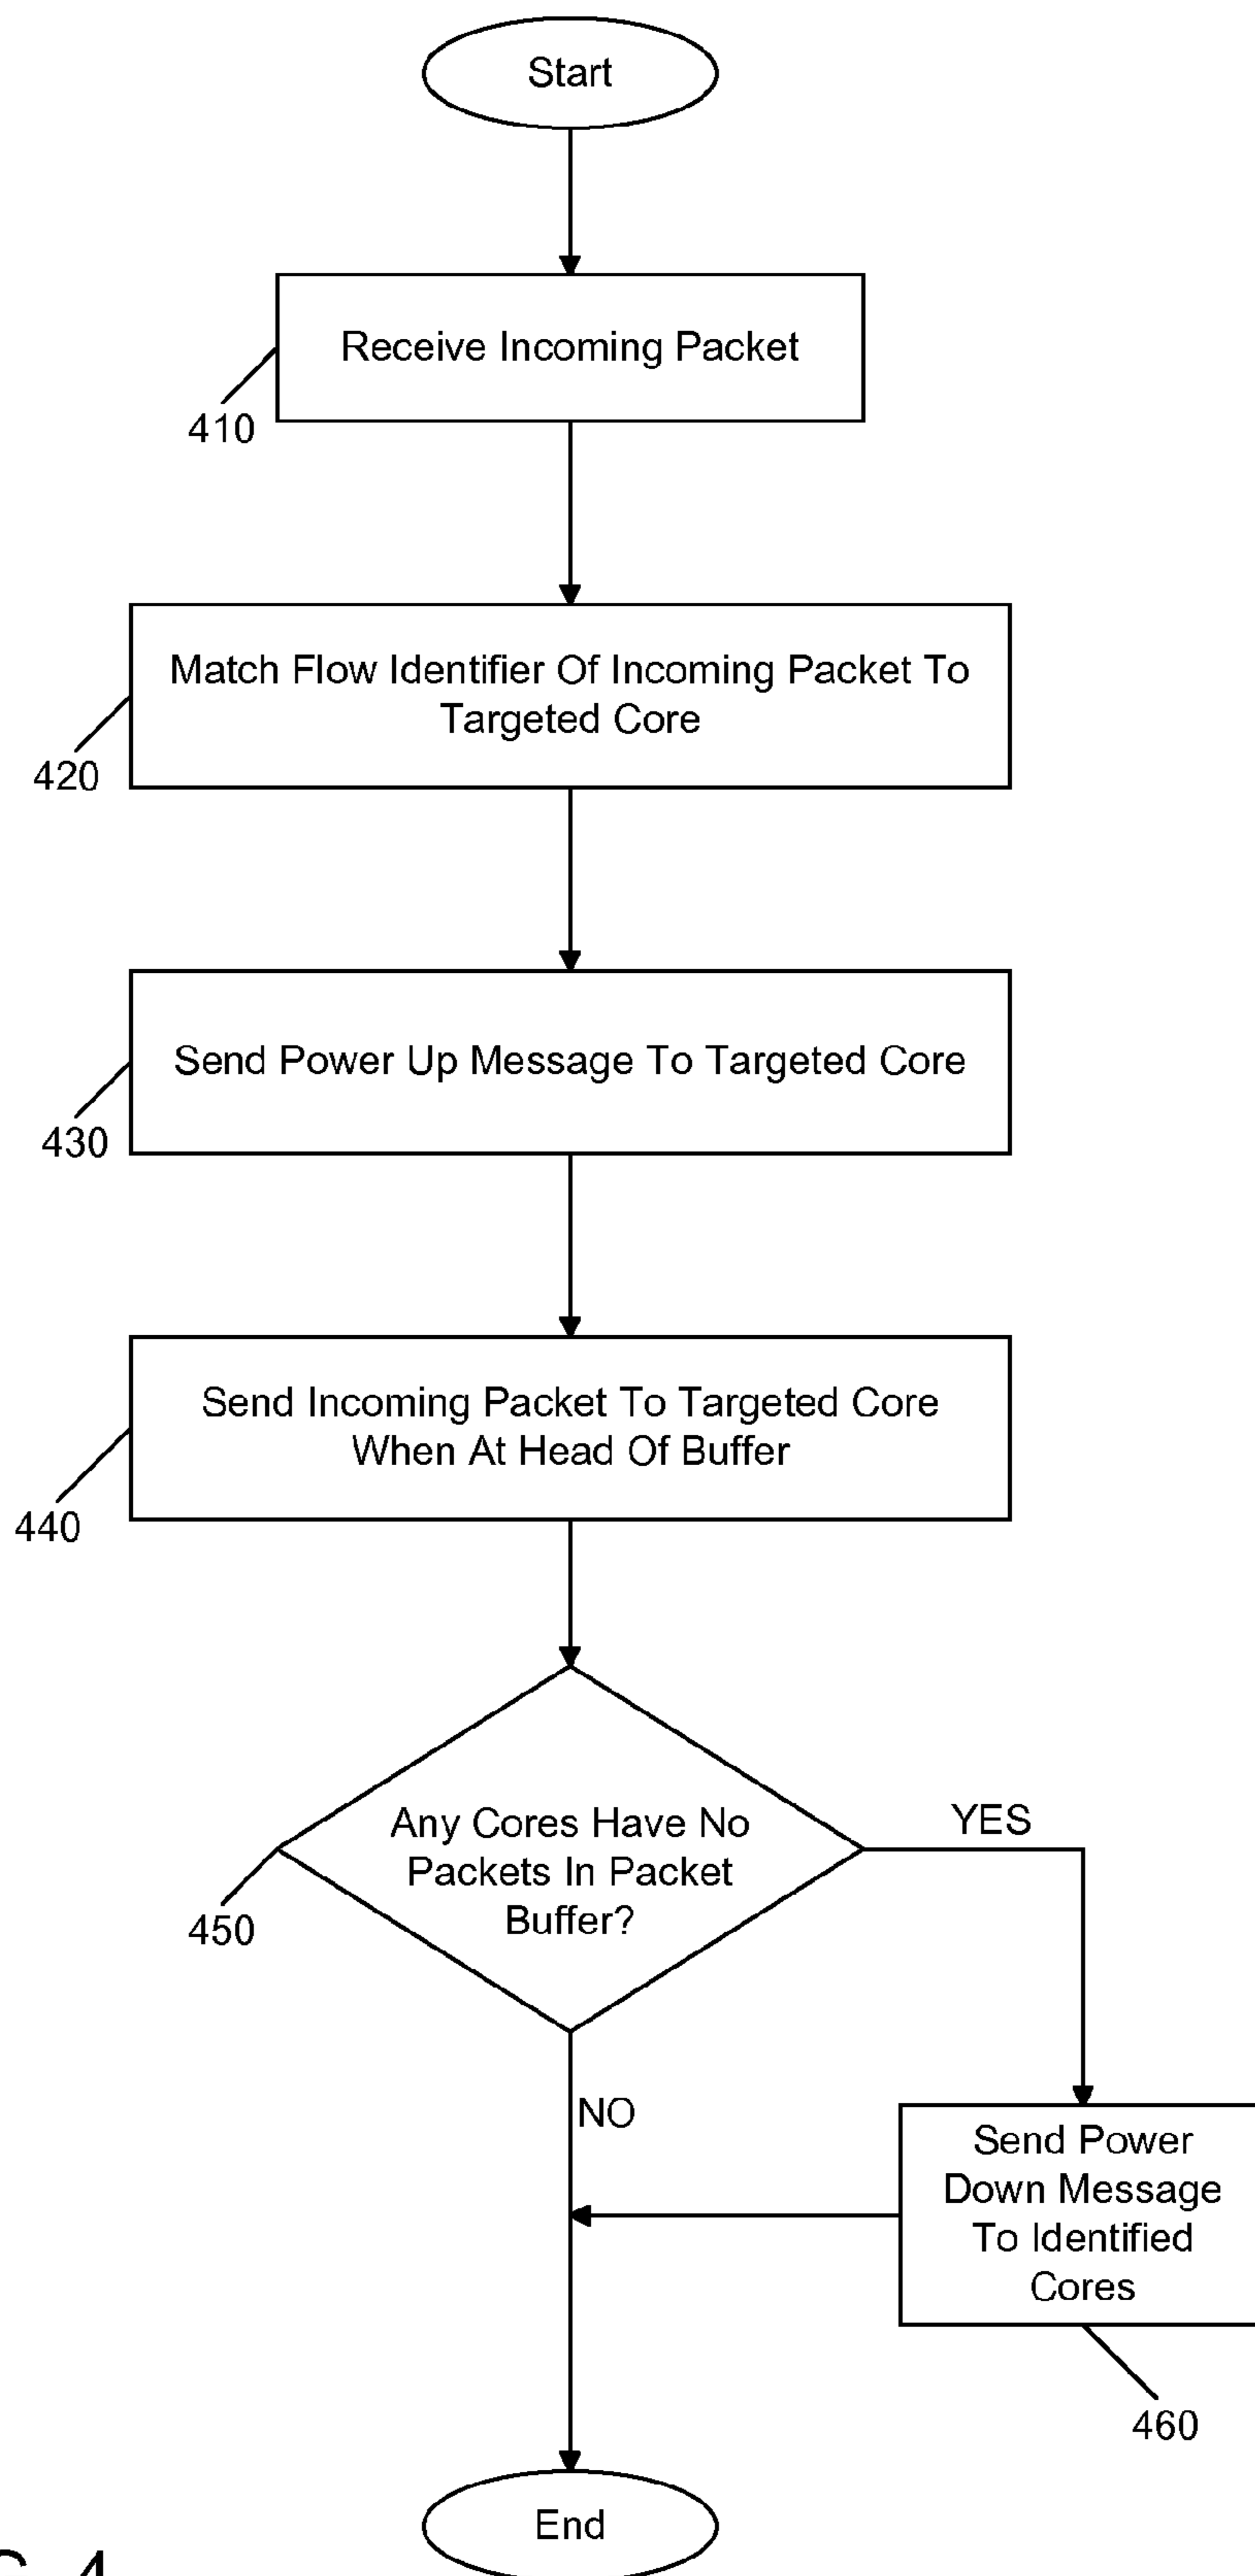 Start
Receive Incoming Packet
410
Match Flow Identifier Of Incoming Packet To
Targeted Core
420
Send Power Up Message To Targeted Core
430
Send Incoming Packet To Targeted Core
When At Head Of Buffer
440
Any Cores Have No
Packets In Packet
Buffer?
450
YES
NO
Send Power
Down Message
To Identified
Cores
460
End